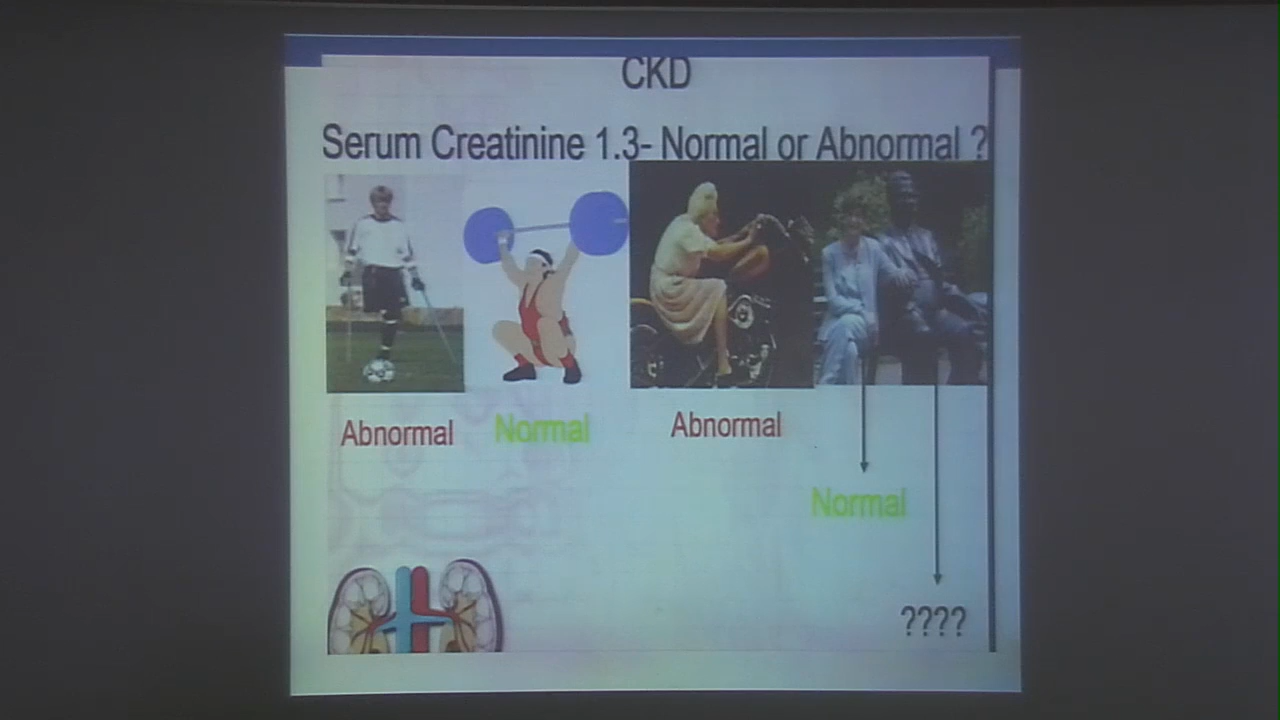 CKD
Serum Creatinine 1.3- Normal or Abnormal ?
Abnormal
Normal
Abnormal
Normal
????